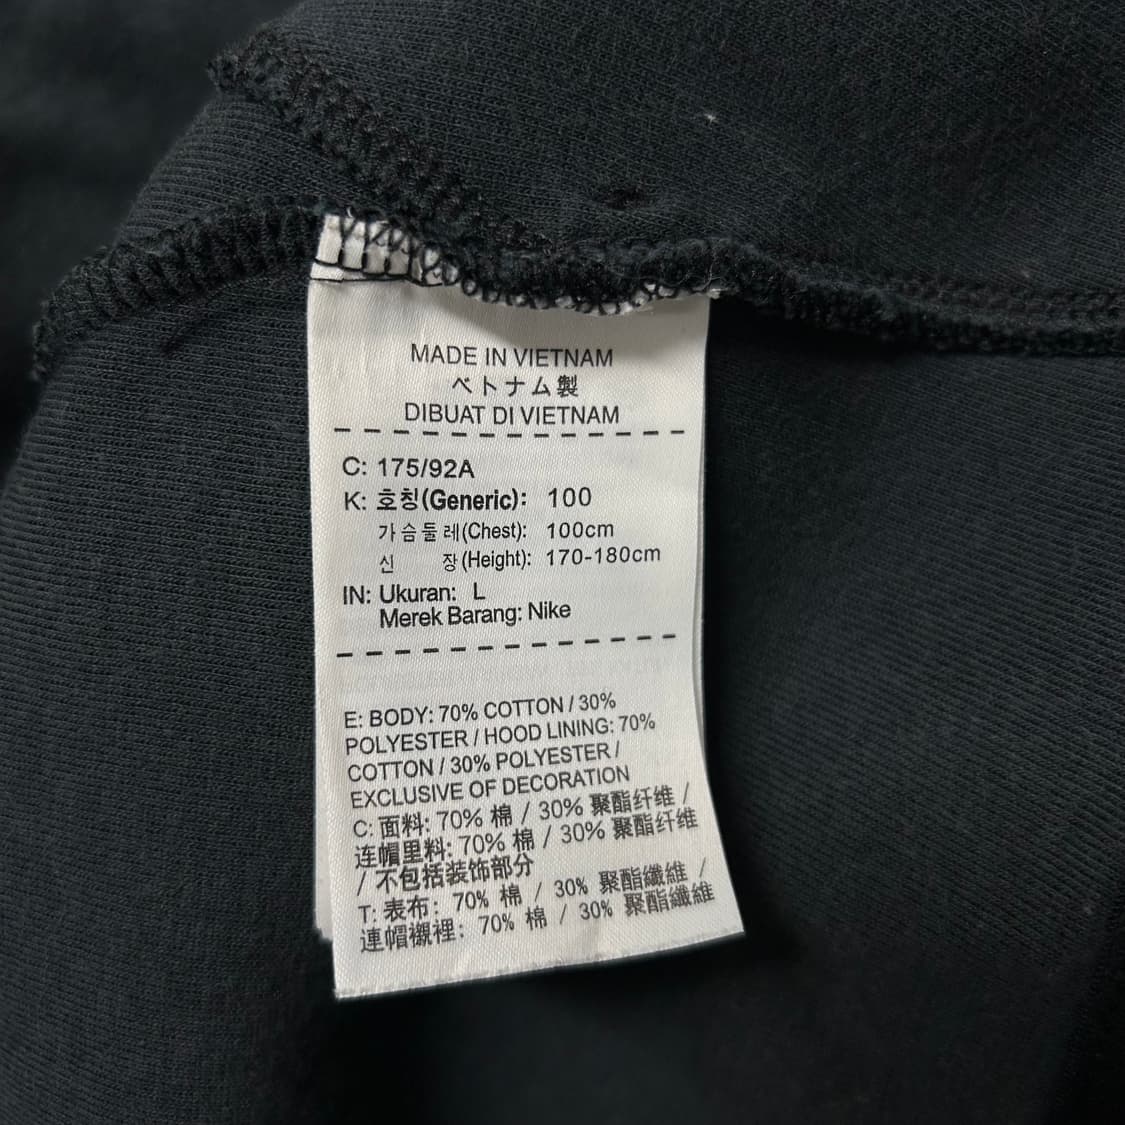 MADE IN VIETNAM
ベトナム製
DIBUAT DI VIETNAM
C: 175/92A
K: 호칭(Generic): 100
가슴둘레(Chest): 100cm
신 장(Height): 170-180cm
IN: Ukuran: L
Merek Barang: Nike
E: BODY: 70% COTTON / 30%
POLYESTER / HOOD LINING: 70%
COTTON / 30% POLYESTER /
EXCLUSIVE OF DECORATION
C: 面料: 70% 棉 / 30% 聚酯纤维 /
连帽里料: 70% 棉 / 30% 聚酯纤维
/ 不包括装饰部分
T: 表布: 70% 棉 / 30% 聚酯纖維 /
連帽襯裡: 70% 棉 / 30% 聚酯纖維